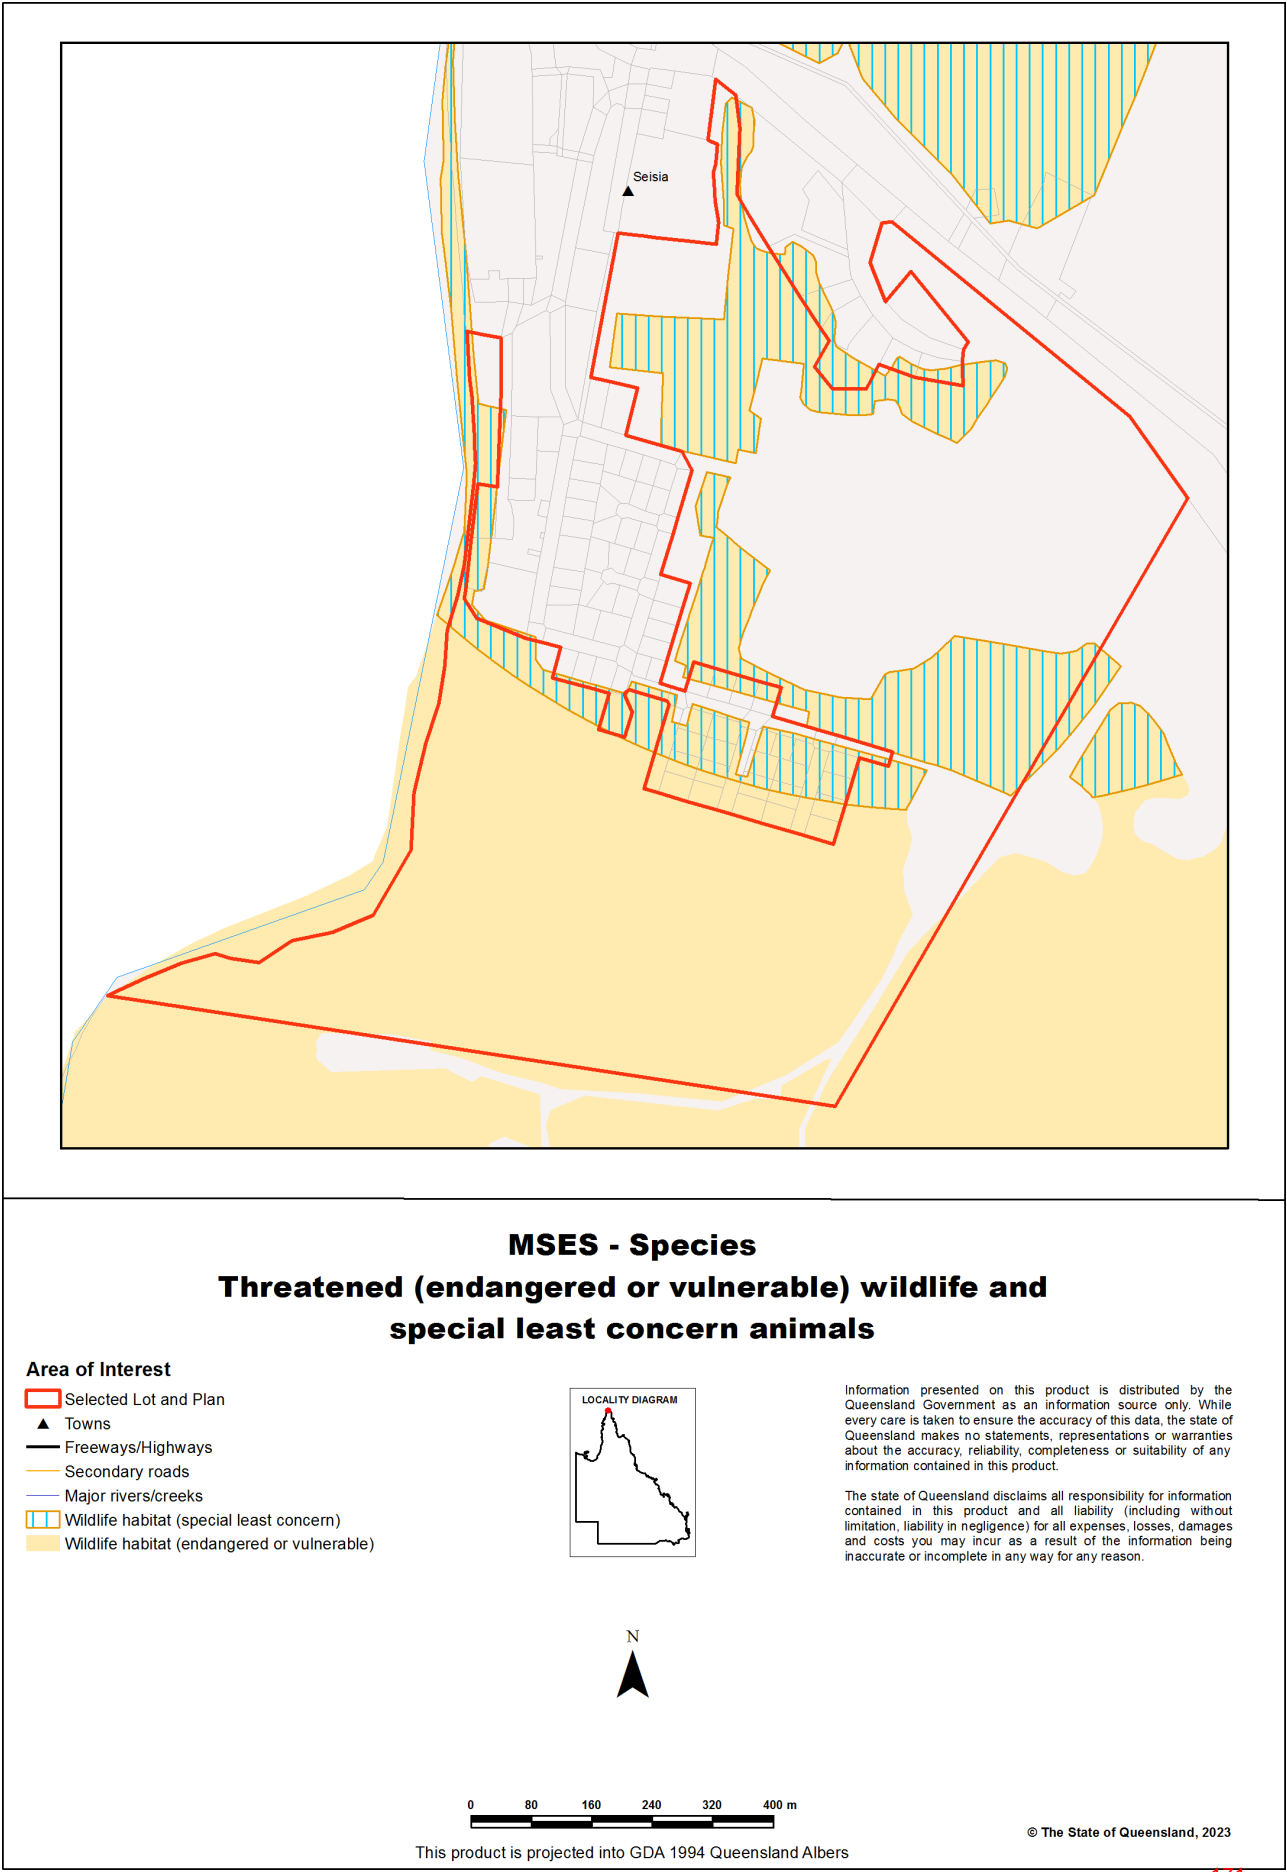 Seisia
MSES - Species
Threatened (endangered or vulnerable) wildlife and
special least concern animals
Area of Interest
Selected Lot and Plan
Towns
Freeways/Highways
Secondary roads
Major rivers/creeks
Wildlife habitat (special least concern)
Wildlife habitat (endangered or vulnerable)
LOCALITY DIAGRAM
Information presented on this product is distributed by the
Queensland Government as an information source only. While
every care is taken to ensure the accuracy of this data, the state of
Queensland makes no statements, representations or warranties
about the accuracy, reliability, completeness or suitability of any
information contained in this product.
The state of Queensland disclaims all responsibility for information
contained in this product and all liability (including without
limitation, liability in negligence) for all expenses, losses, damages
and costs you may incur as a result of the information being
inaccurate or incomplete in any way for any reason.
N
0 80 160 240 320 400 m
© The State of Queensland, 2023
This product is projected into GDA 1994 Queensland Albers